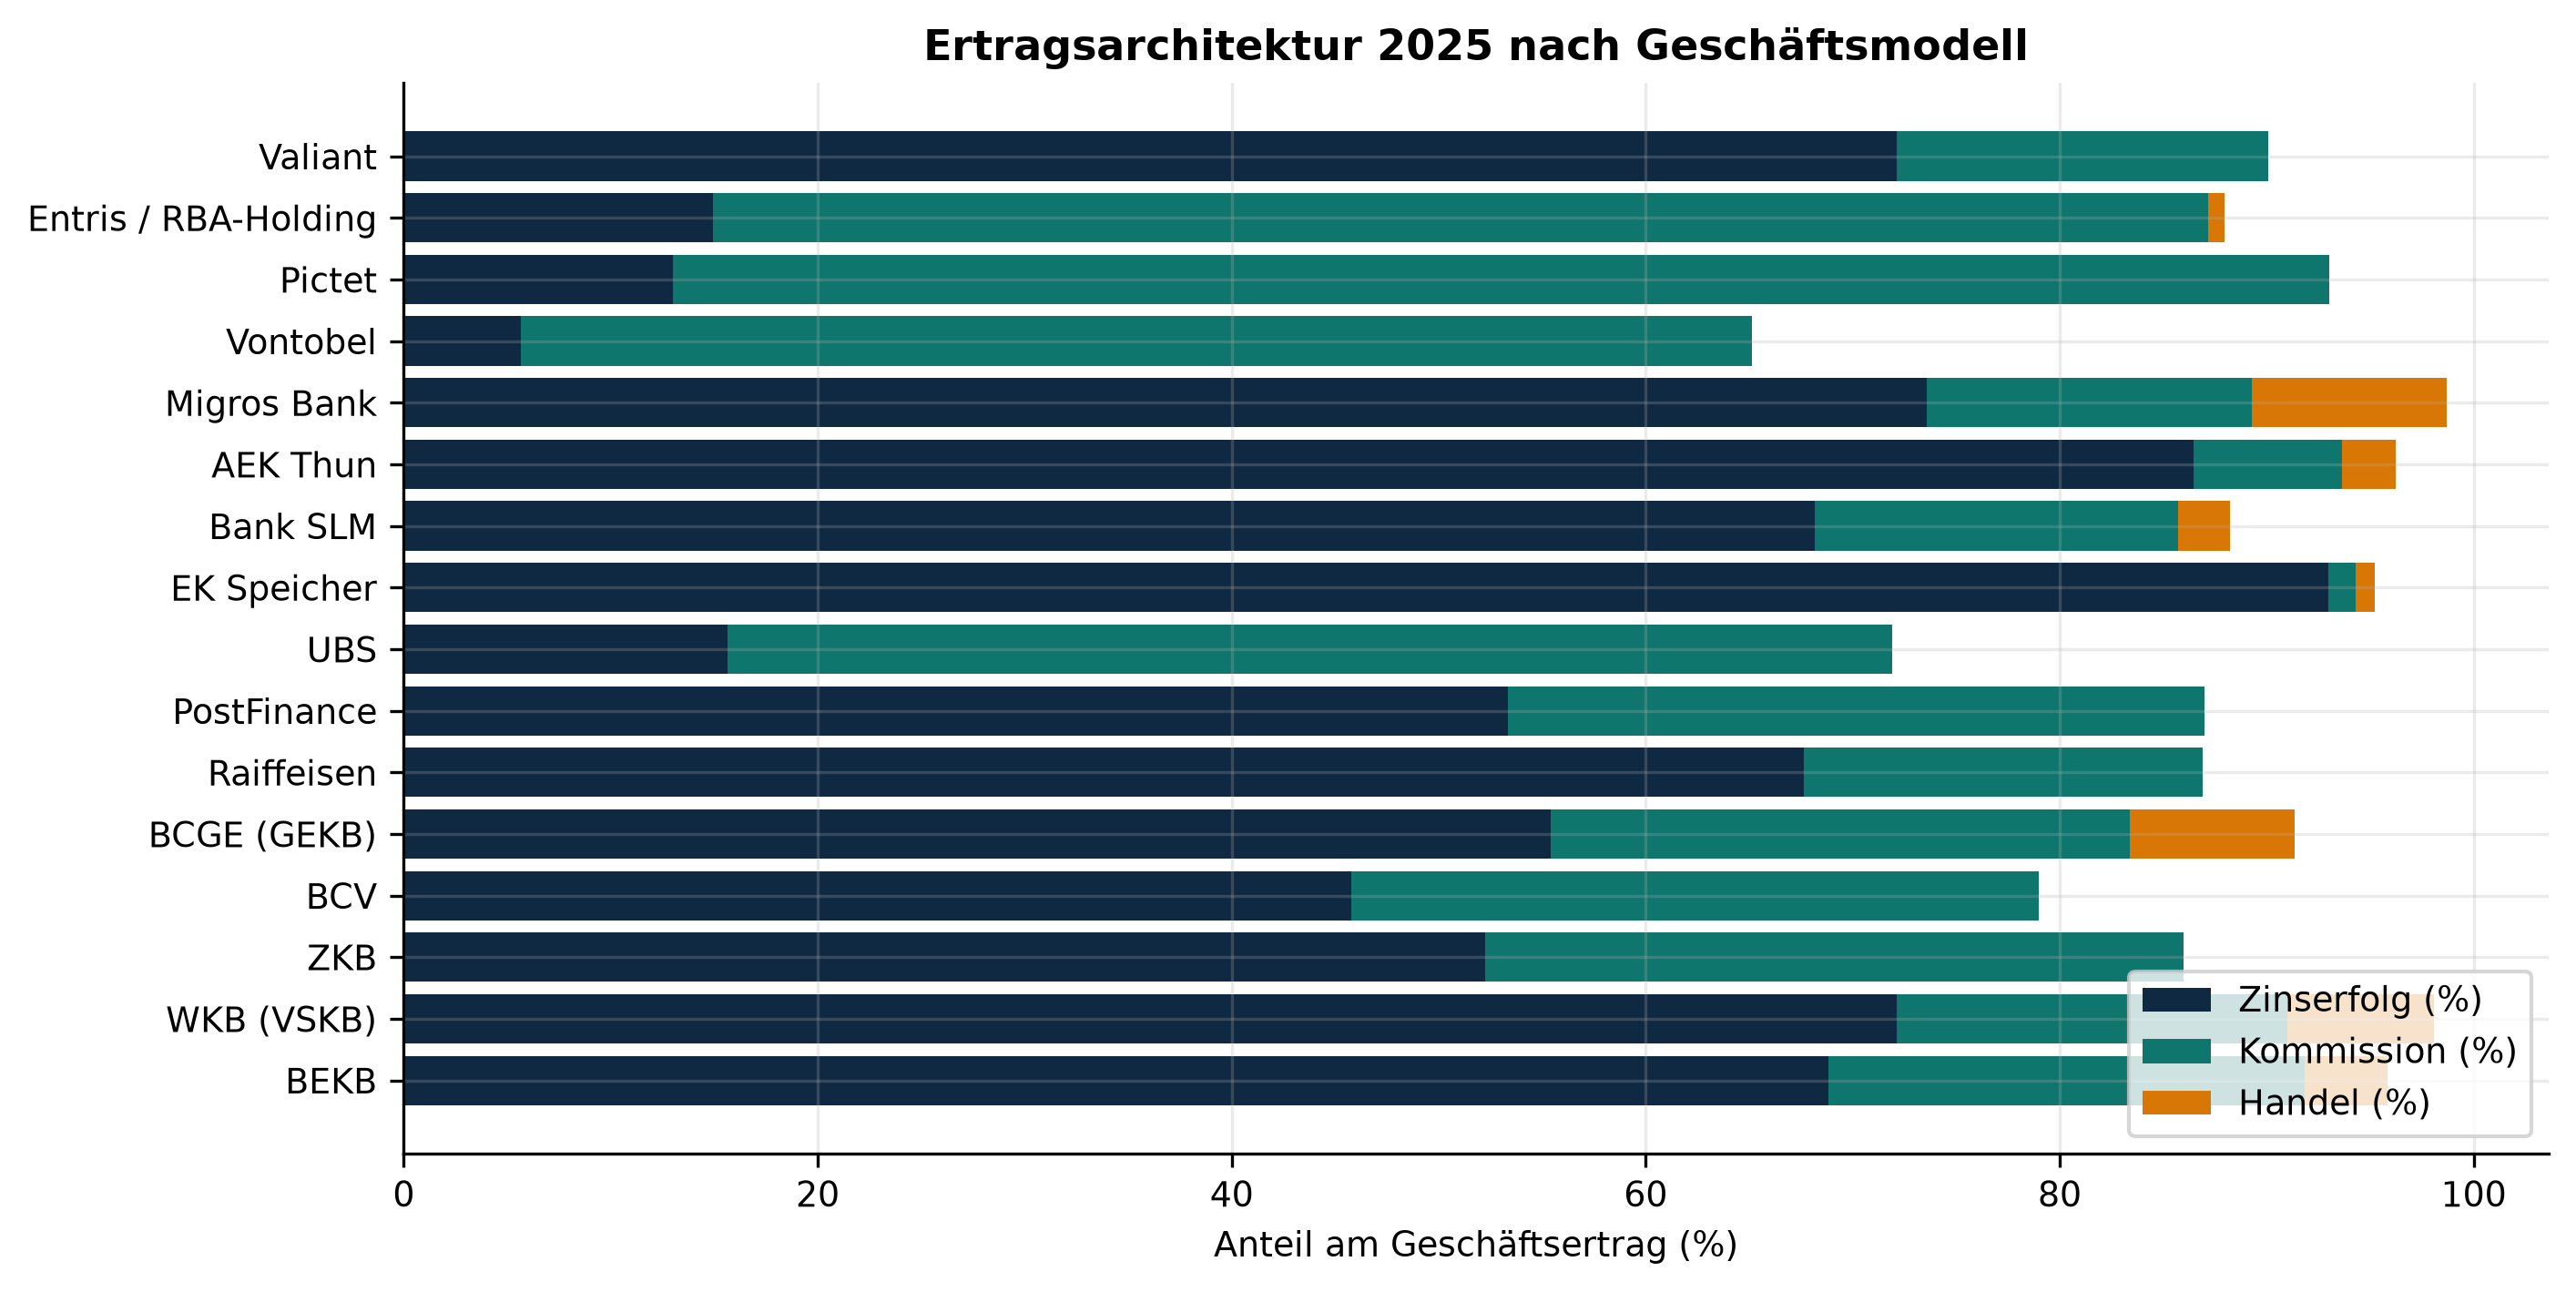 Ertragsarchitektur 2025 nach Geschäftsmodell
Valiant
Entris / RBA-Holding
Pictet
Vontobel
Migros Bank
AEK Thun
Bank SLM
EK Speicher
UBS
PostFinance
Raiffeisen
BCGE (GEKB)
BCV
ZKB
WKB (VSKB)
BEKB
Zinserfolg (%)
Kommission (%)
Handel (%)
0 20 40 60 80 100
Anteil am Geschäftsertrag (%)